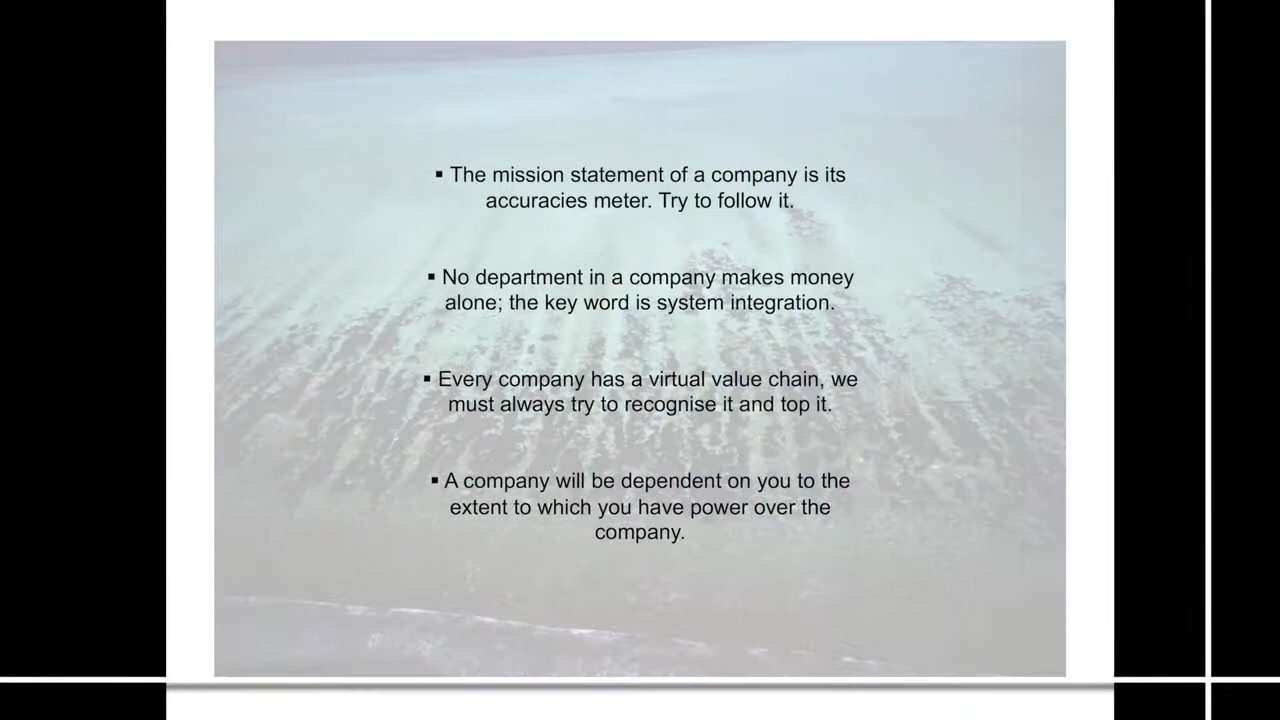 ▪ The mission statement of a company is its
accuracies meter. Try to follow it.
▪ No department in a company makes money
alone; the key word is system integration.
▪ Every company has a virtual value chain, we
must always try to recognise it and top it.
▪ A company will be dependent on you to the
extent to which you have power over the
company.